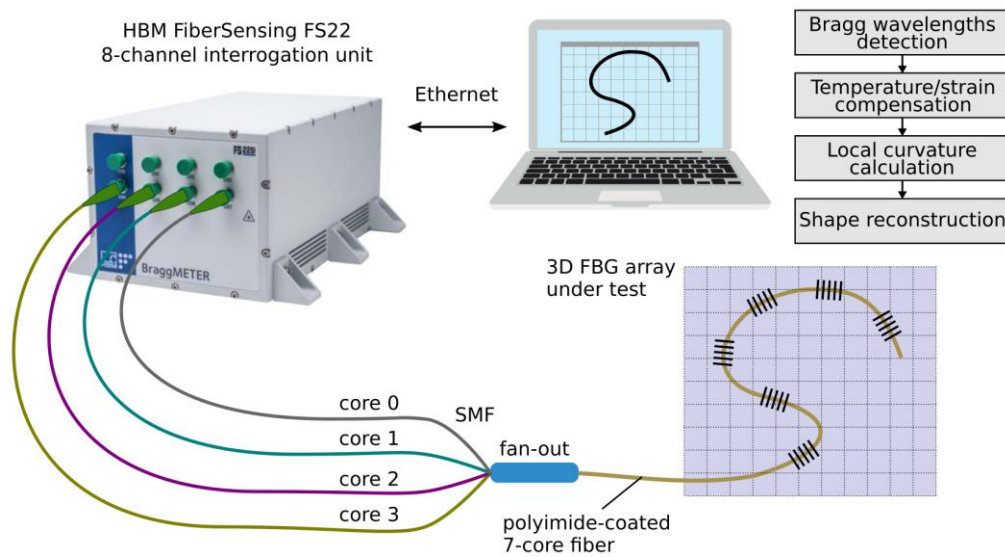 HBM FiberSensing FS22
8-channel interrogation unit
Ethernet
Bragg wavelengths
detection
Temperature/strain
compensation
Local curvature
calculation
Shape reconstruction
BraggMETER
3D FBG array
under test
core 0
core 1
core 2
core 3
SMF
fan-out
polyimide-coated
7-core fiber